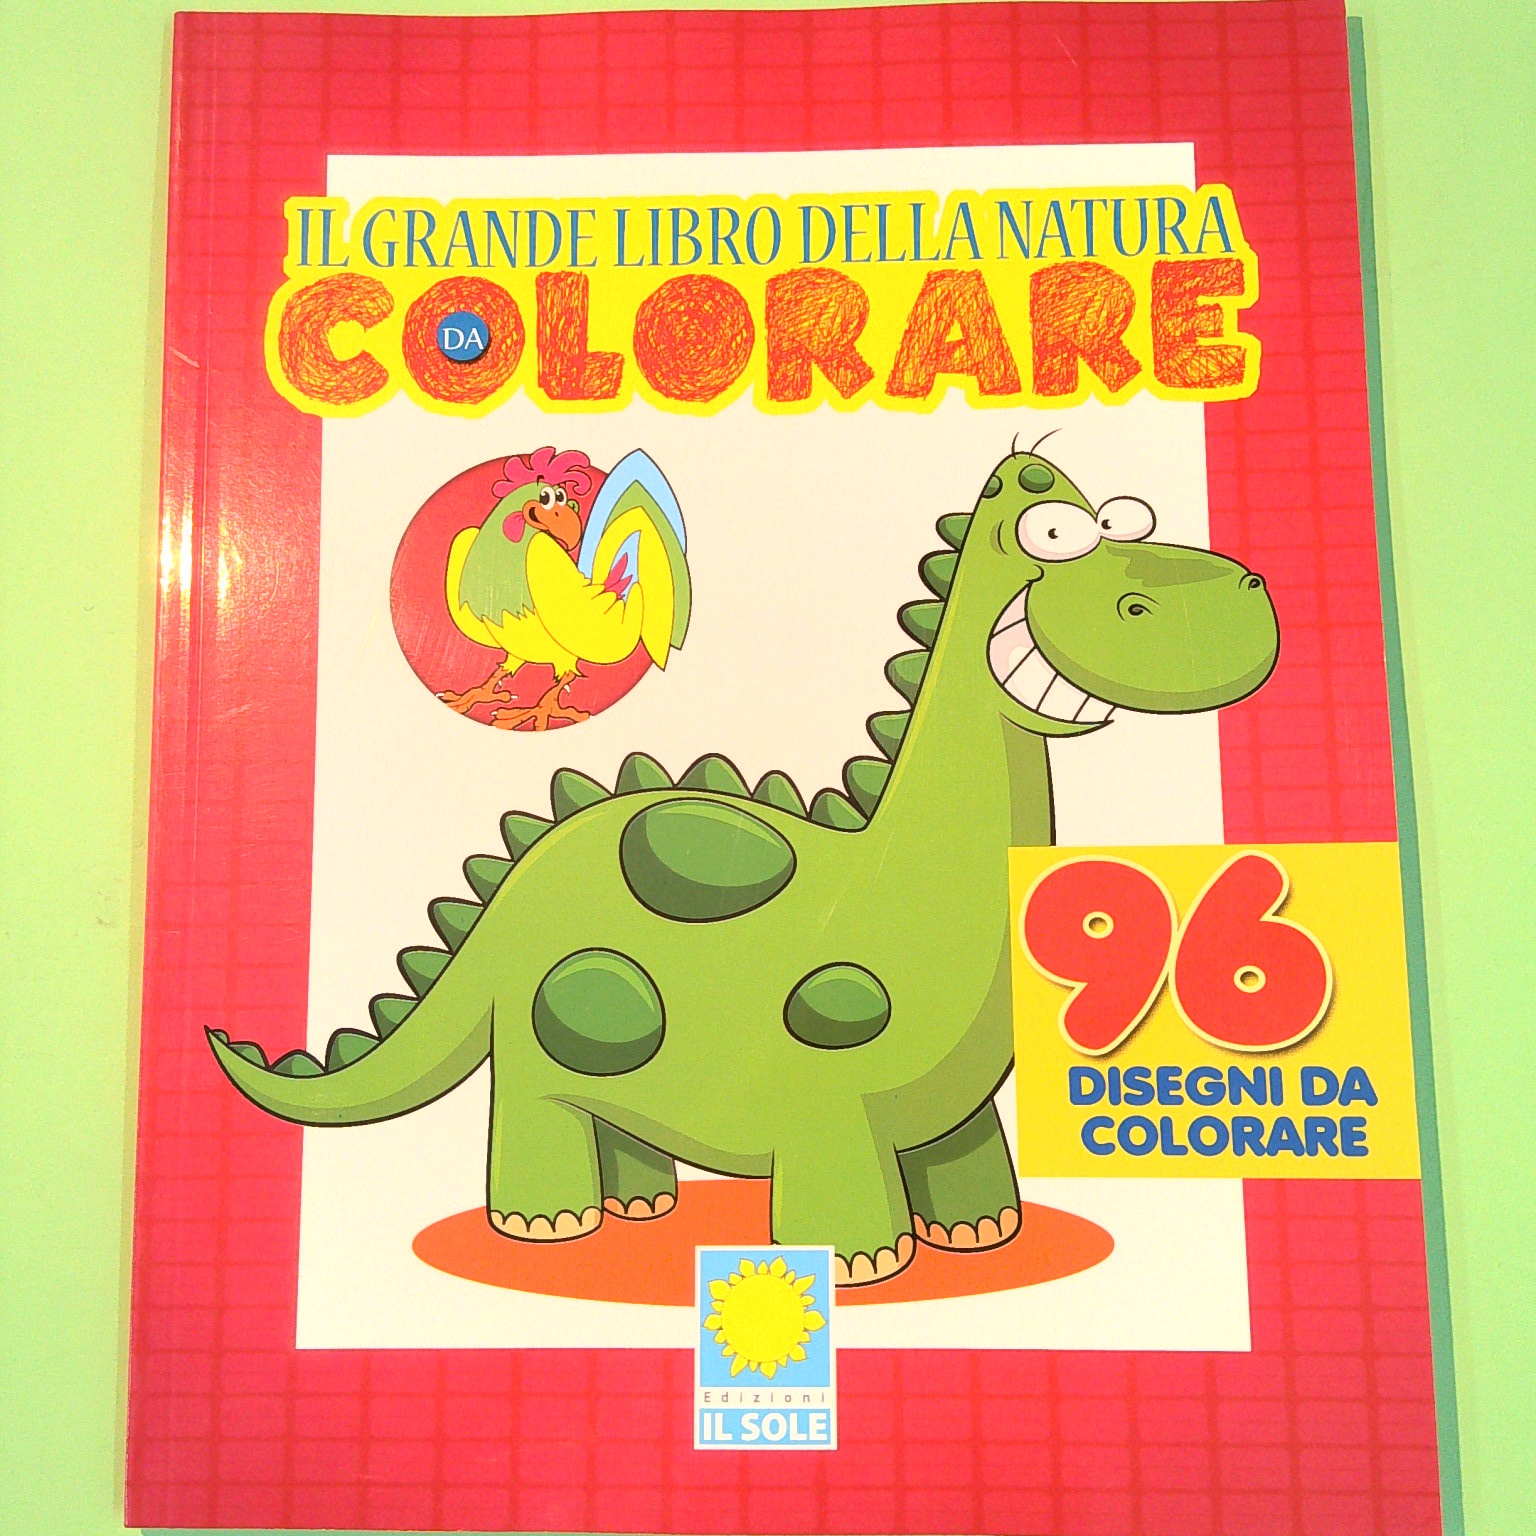 IL GRANDE LIBRO DELLA NATURA
DA
COLORARE
96
DISEGNI DA
COLORARE
Edizioni
IL SOLE